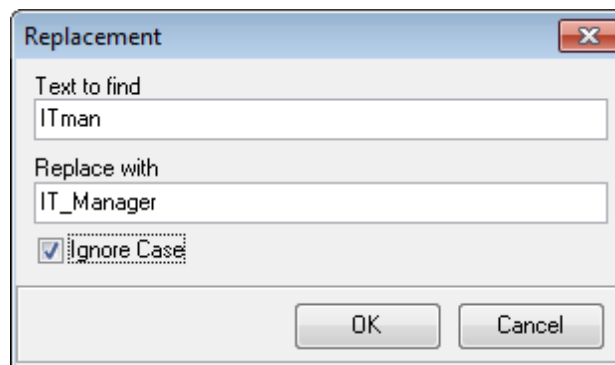 Replacement
Text to find
ITman
Replace with
IT_Manager
Ignore Case
OK Cancel